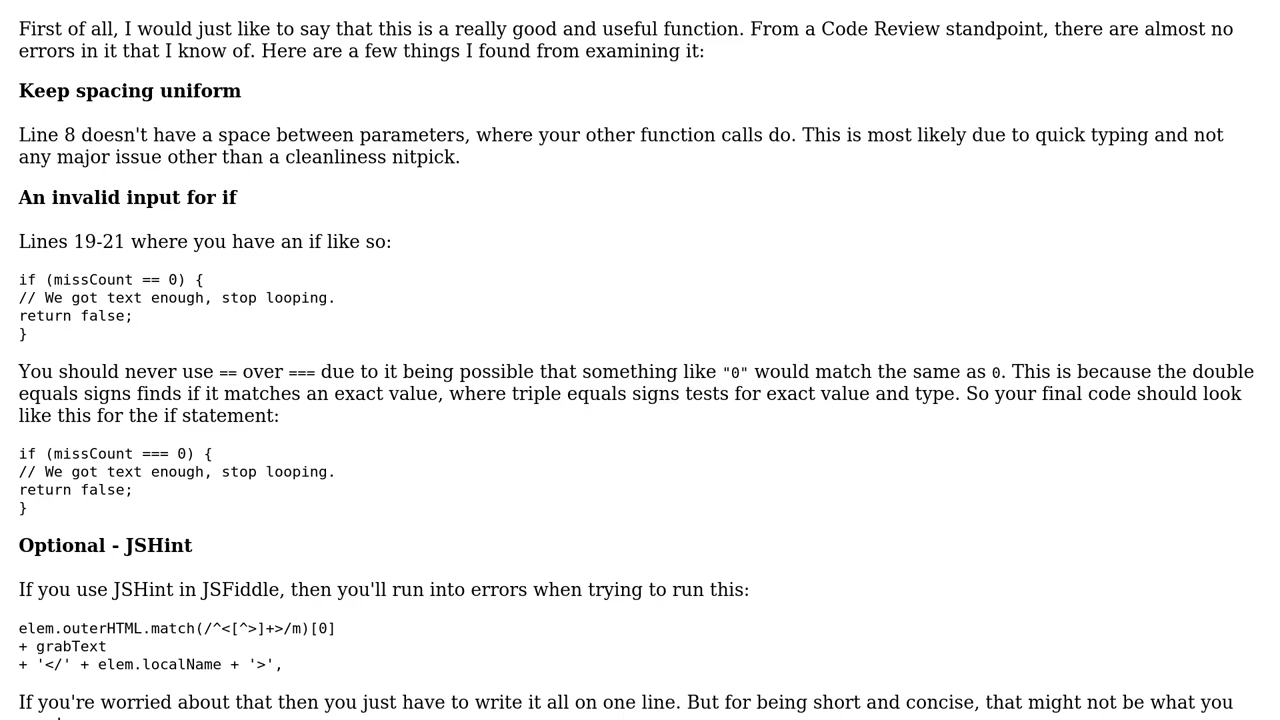 First of all, I would just like to say that this is a really good and useful function. From a Code Review standpoint, there are almost no
errors in it that I know of. Here are a few things I found from examining it:
Keep spacing uniform
Line 8 doesn't have a space between parameters, where your other function calls do. This is most likely due to quick typing and not
any major issue other than a cleanliness nitpick.
An invalid input for if
Lines 19-21 where you have an if like so:
if (missCount == 0) {
// We got text enough, stop looping.
return false;
}
You should never use == over === due to it being possible that something like "0" would match the same as 0. This is because the double
equals signs finds if it matches an exact value, where triple equals signs tests for exact value and type. So your final code should look
like this for the if statement:
if (missCount === 0) {
// We got text enough, stop looping.
return false;
}
Optional - JSHint
If you use JSHint in JSFiddle, then you'll run into errors when trying to run this:
elem.outerHTML.match(/^<[^>]+>/m)[0]
+ grabText
+ '</' + elem.localName + '>',
If you're worried about that then you just have to write it all on one line. But for being short and concise, that might not be what you